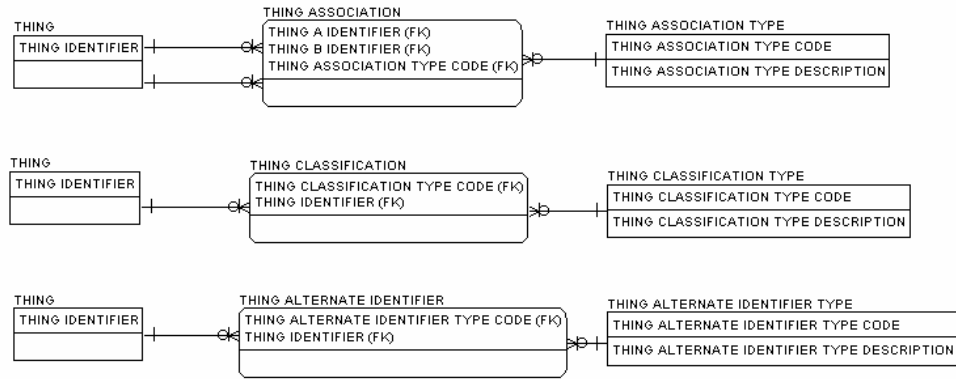 THING
THING IDENTIFIER
THING ASSOCIATION
THING A IDENTIFIER (FK)
THING B IDENTIFIER (FK)
THING ASSOCIATION TYPE CODE (FK)
THING ASSOCIATION TYPE
THING ASSOCIATION TYPE CODE
THING ASSOCIATION TYPE DESCRIPTION
THING
THING IDENTIFIER
THING CLASSIFICATION
THING CLASSIFICATION TYPE CODE (FK)
THING IDENTIFIER (FK)
THING CLASSIFICATION TYPE
THING CLASSIFICATION TYPE CODE
THING CLASSIFICATION TYPE DESCRIPTION
THING
THING IDENTIFIER
THING ALTERNATE IDENTIFIER
THING ALTERNATE IDENTIFIER TYPE CODE (FK)
THING IDENTIFIER (FK)
THING ALTERNATE IDENTIFIER TYPE
THING ALTERNATE IDENTIFIER TYPE CODE
THING ALTERNATE IDENTIFIER TYPE DESCRIPTION